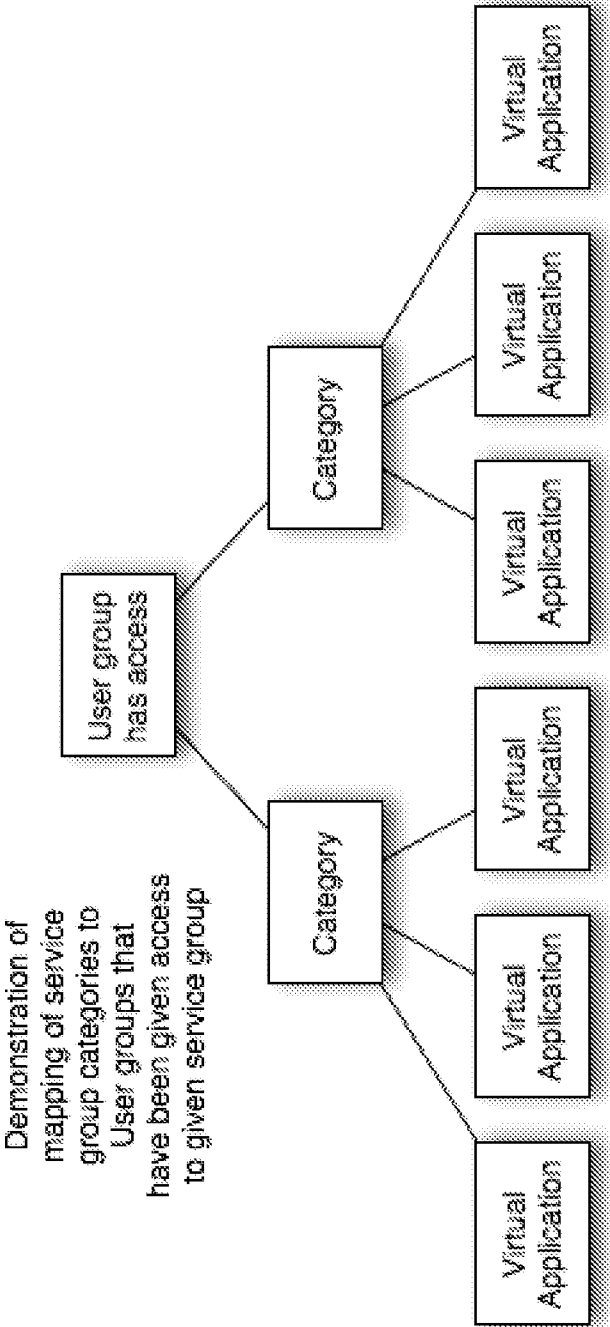 Demonstration of
mapping of service
group categories to
User groups that
have been given access
to given service group
User group
has access
Category
Category
Virtual
Application
Virtual
Application
Virtual
Application
Virtual
Application
Virtual
Application
Virtual
Application